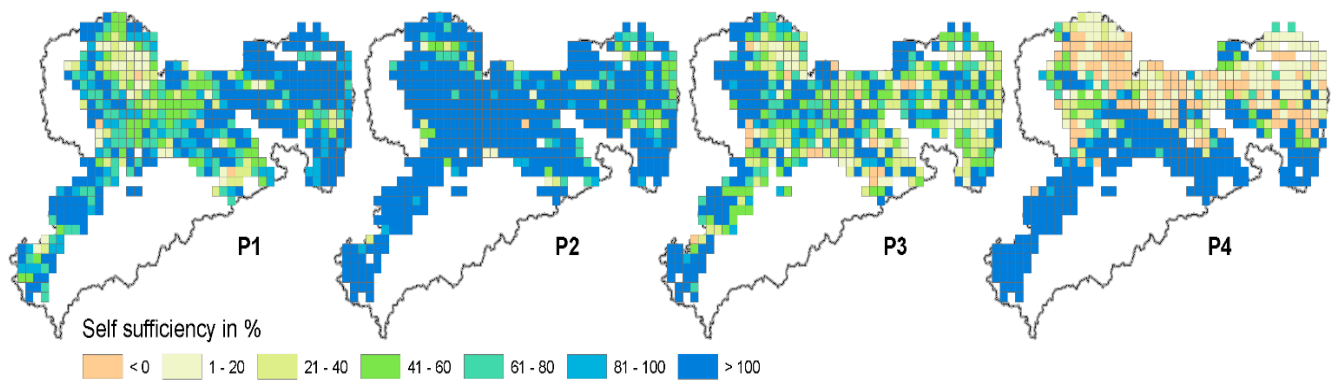 P1 P2 P3 P4
Self sufficiency in %
< 0 1 - 20 21 - 40 41 - 60 61 - 80 81 - 100 > 100